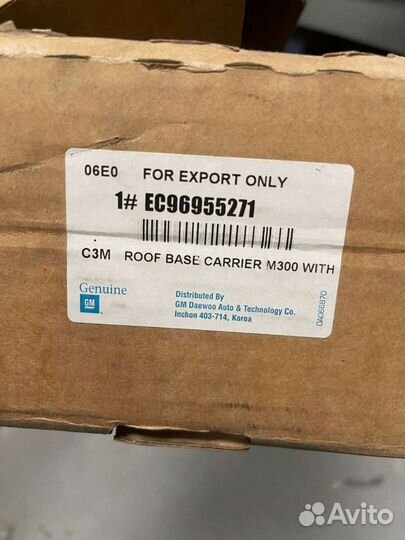 06E0 FOR EXPORT ONLY
1# EC96955271
C3M ROOF BASE CARRIER M300 WITH
Genuine
GM
Distributed By
GM Daewoo Auto & Technology Co.
Inchon 403-714, Korea
0A066870
Avito